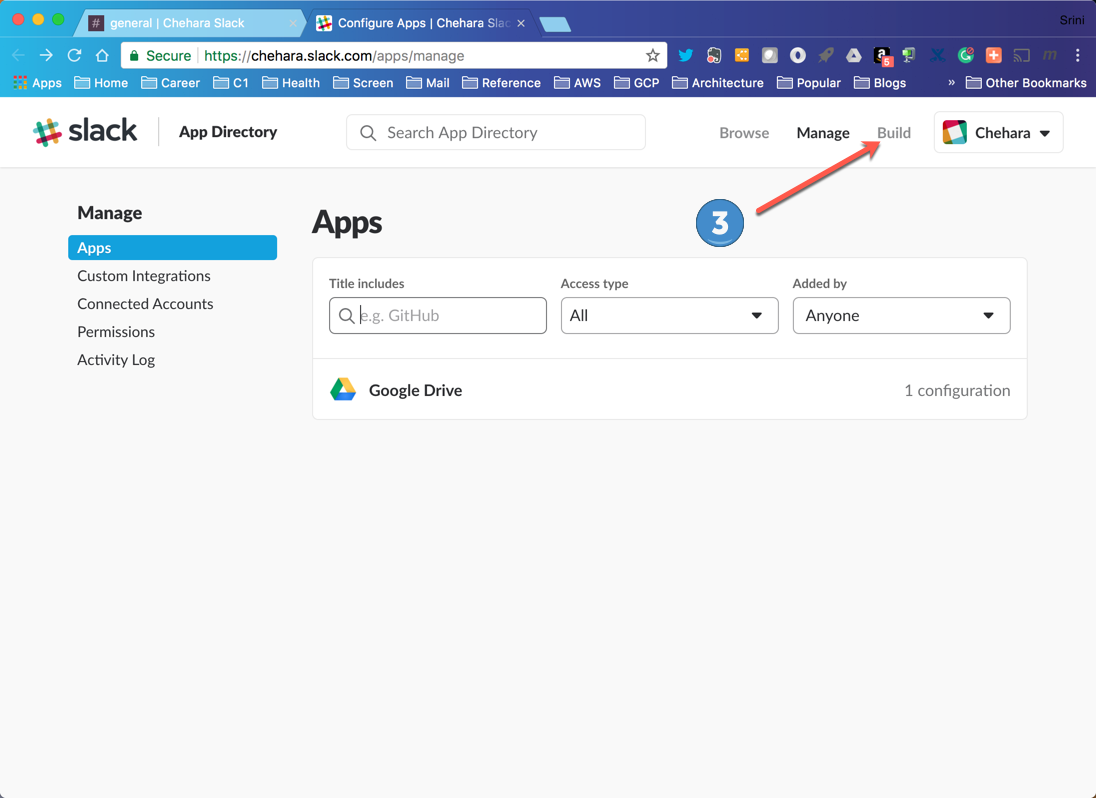 Srini
# general | Chehara Slack
Configure Apps | Chehara Slac
Secure https://chehara.slack.com/apps/manage
a 5 m
Apps Home Career C1 Health Screen Mail Reference AWS GCP Architecture Popular Blogs » Other Bookmarks
slack App Directory Search App Directory Browse Manage Build Chehara
3
Manage
Apps
Custom Integrations
Connected Accounts
Permissions
Activity Log
Apps
Title includes Access type Added by
e.g. GitHub All Anyone
Google Drive 1 configuration